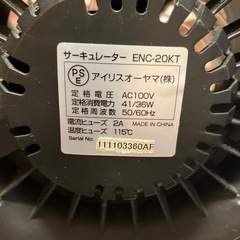 サーキュレーター ENC-20KT
PS
E
アイリスオーヤマ(株)
定格電圧 AC100V
定格消費電力 41/36W
定格周波数 50/60Hz
電流ヒューズ 2A MADE IN CHINA
温度ヒューズ 115℃
Serial No:
111103360AF